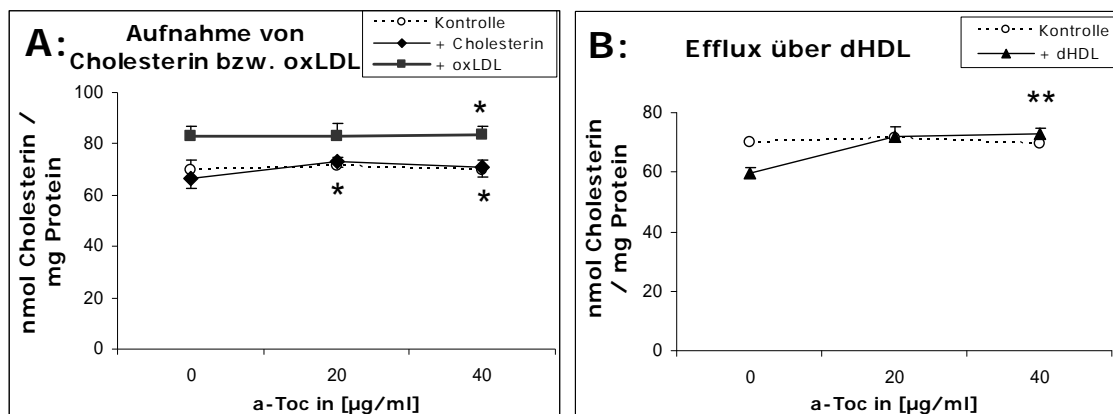 A:
Aufnahme von
Cholesterin bzw. oxLDL
Kontrolle
+ Cholesterin
+ oxLDL
nmol Cholesterin /
mg Protein
100
80
60
40
20
0
*
*
*
0 20 40
a-Toc in [µg/ml]
B:
Efflux über dHDL
Kontrolle
+ dHDL
nmol Cholesterin
/ mg Protein
80
60
40
20
0
**
0 20 40
a-Toc in [µg/ml]